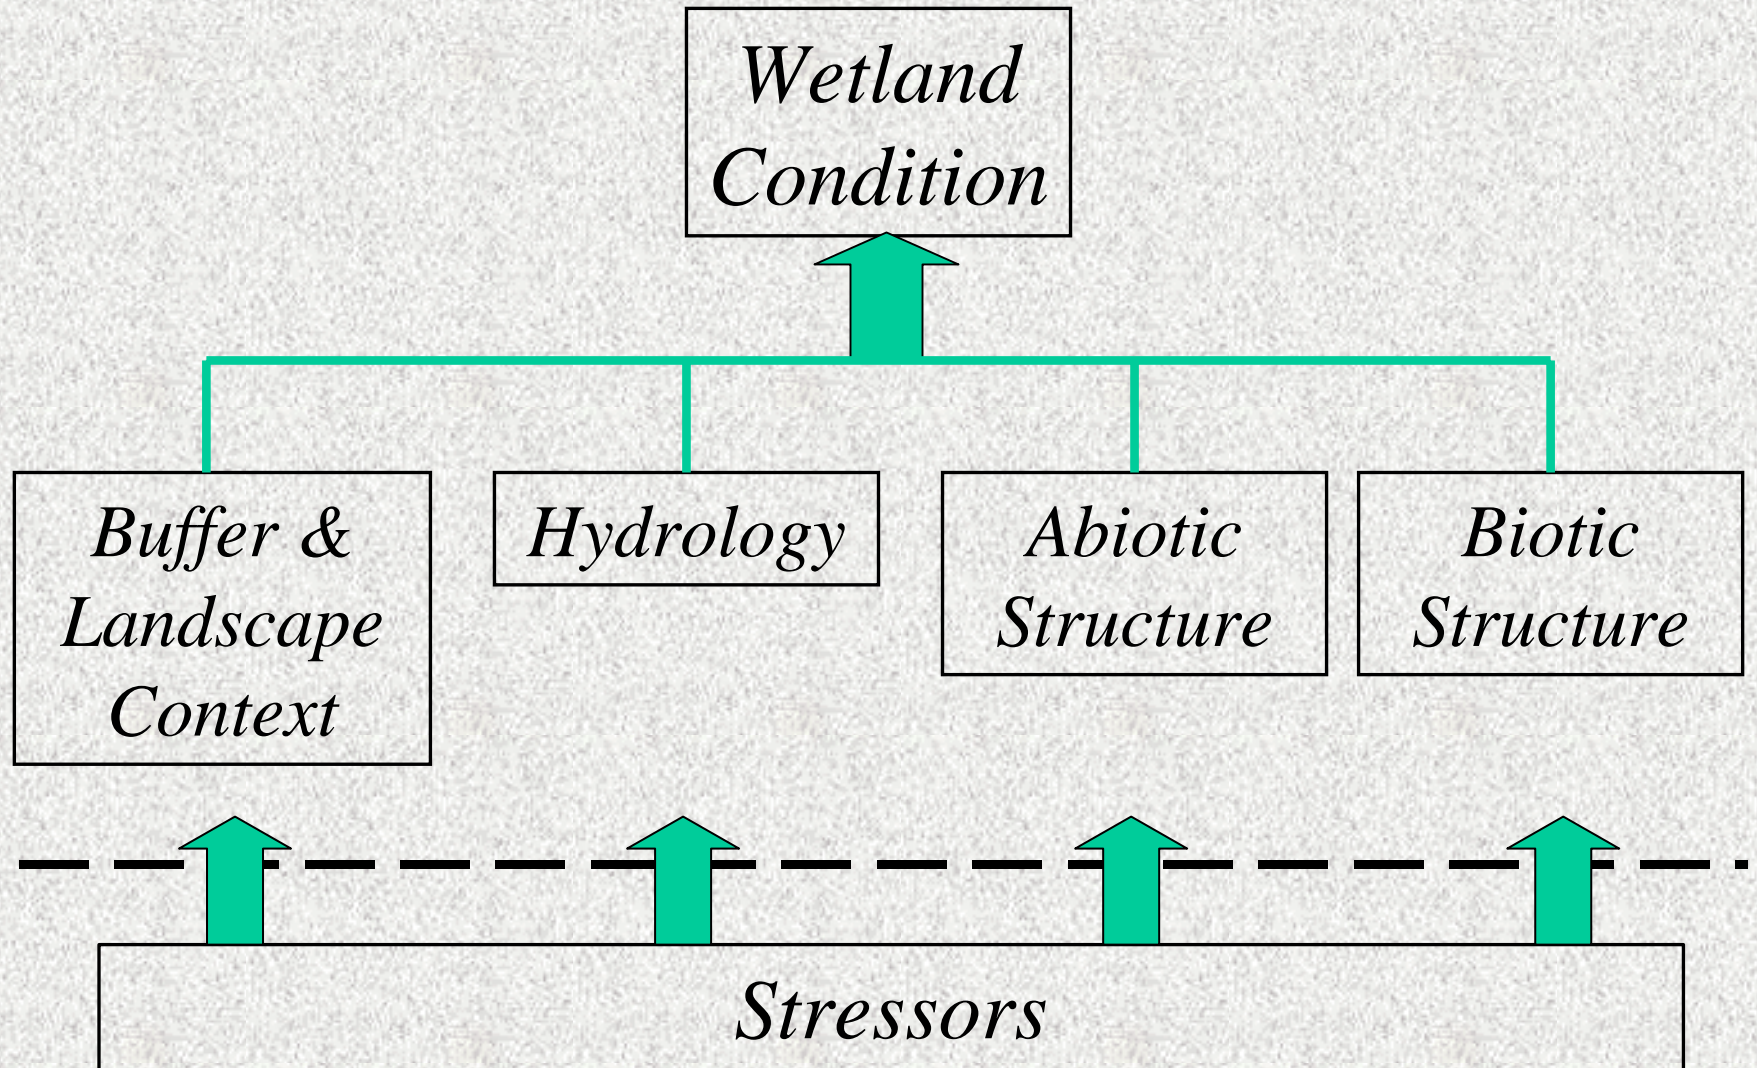 Wetland
Condition
Buffer &
Landscape
Context
Hydrology
Abiotic
Structure
Biotic
Structure
Stressors